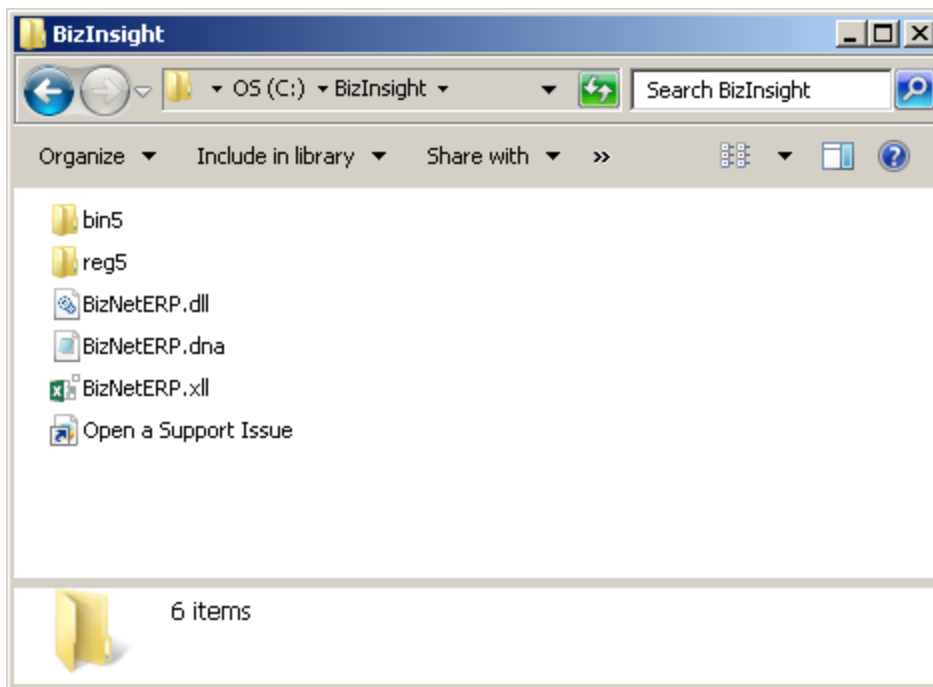 BizInsight
OS (C:) BizInsight Search BizInsight
Organize Include in library Share with »
bin5
reg5
BizNetERP.dll
BizNetERP.dna
BizNetERP.xll
Open a Support Issue
6 items